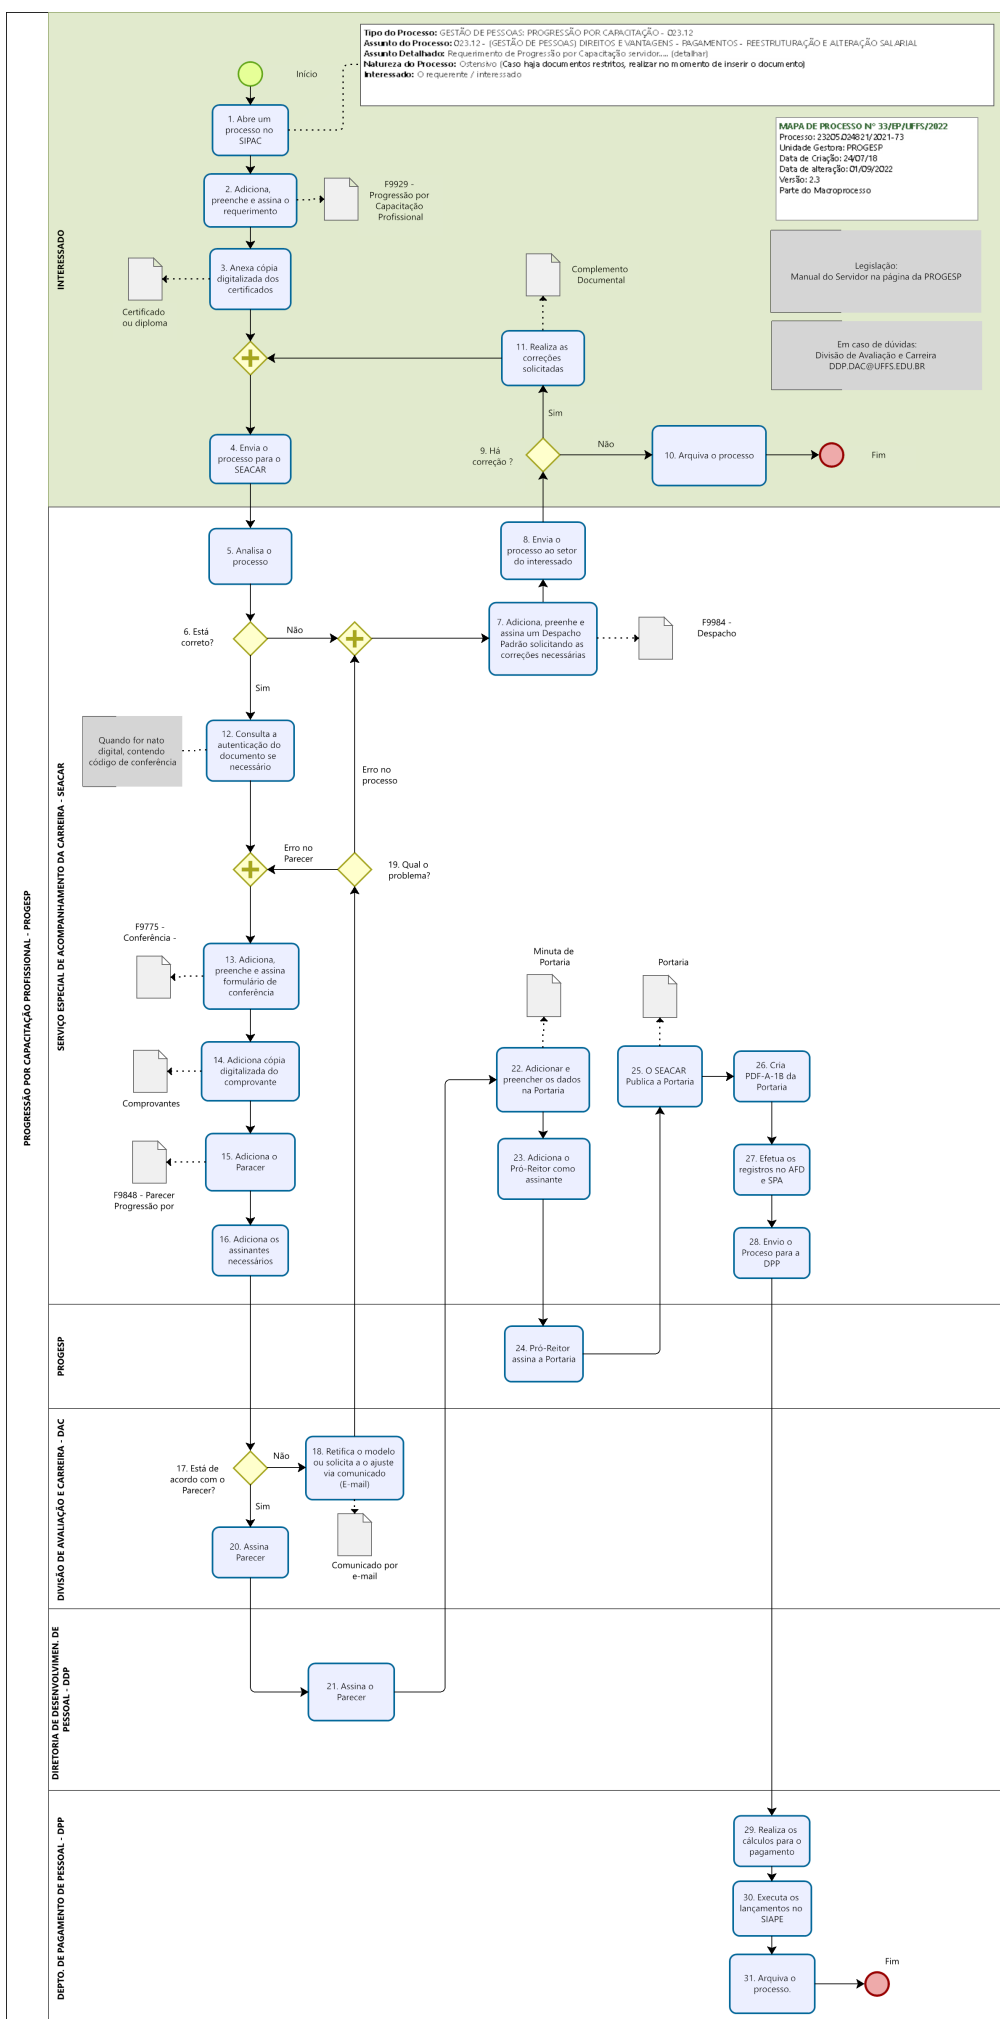 Tipo do Processo: GESTÃO DE PESSOAS: PROGRESSÃO POR CAPACITAÇÃO - 023.12
Assunto do Processo: 023.12 - (GESTÃO DE PESSOAS) DIREITOS E VANTAGENS - PAGAMENTOS - REESTRUTURAÇÃO E ALTERAÇÃO SALARIAL
Assunto Detalhado: Requerimento de Progressão por Capacitação servidor.... (detalhar)
Natureza do Processo: Ostensivo (Caso haja documentos restritos, realizar no momento de inserir o documento)
Interessado: O requerente / interessado
Início
1. Abre um
processo no
SIPAC
MAPA DE PROCESSO Nº 33/EP/UFFS/2022
Processo: 23205.024821/2021-73
Unidade Gestora: PROGESP
Data de Criação: 24/07/18
Data de alteração: 01/09/2022
Versão: 2.3
Parte do Macroprocesso
2. Adiciona,
preenche e assina o
requerimento
F9929 -
Progressão por
Capacitação
Profissional
INTERESSADO
3. Anexa cópia
digitalizada dos
certificados
Certificado
ou diploma
Complemento
Documental
Legislação:
Manual do Servidor na página da PROGESP
11. Realiza as
correções
solicitadas
Em caso de dúvidas:
Divisão de Avaliação e Carreira
DDP.DAC@UFFS.EDU.BR
Sim
4. Envia o
processo para o
SEACAR
9. Há
correção ?
Não
10. Arquiva o processo
Fim
PROGRESSÃO POR CAPACITAÇÃO PROFISSIONAL - PROGESP
SERVIÇO ESPECIAL DE ACOMPANHAMENTO DA CARREIRA - SEACAR
5. Analisa o
processo
8. Envia o
processo ao setor
do interessado
6. Está
correto?
Não
7. Adiciona, preenhe e
assina um Despacho
Padrão solicitando as
correções necessárias
F9984 -
Despacho
Sim
Quando for nato
digital, contendo
código de conferência
12. Consulta a
autenticação do
documento se
necessário
Erro no
processo
Erro no
Parecer
19. Qual o
problema?
F9775 -
Conferência -
13. Adiciona,
preenche e assina
formulário de
conferência
Minuta de
Portaria
Portaria
14. Adiciona cópia
digitalizada do
comprovante
Comprovantes
22. Adicionar e
preencher os dados
na Portaria
25. O SEACAR
Publica a Portaria
26. Cria
PDF-A-1B da
Portaria
15. Adiciona o
Paracer
F9848 - Parecer
Progressão por
23. Adiciona o
Pró-Reitor como
assinante
27. Efetua os
registros no AFD
e SPA
16. Adiciona os
assinantes
necessários
28. Envio o
Proceso para a
DPP
PROGESP
24. Pró-Reitor
assina a Portaria
DIVISÃO DE AVALIAÇÃO E CARREIRA - DAC
17. Está de
acordo com o
Parecer?
Não
18. Retifica o modelo
ou solicita a o ajuste
via comunicado
(E-mail)
Sim
20. Assina
Parecer
Comunicado por
e-mail
DIRETORIA DE DESENVOLVIMEN. DE
PESSOAL - DDP
21. Assina o
Parecer
DEPTO. DE PAGAMENTO DE PESSOAL - DPP
29. Realiza os
cálculos para o
pagamento
30. Executa os
lançamentos no
SIAPE
31. Arquiva o
processo.
Fim